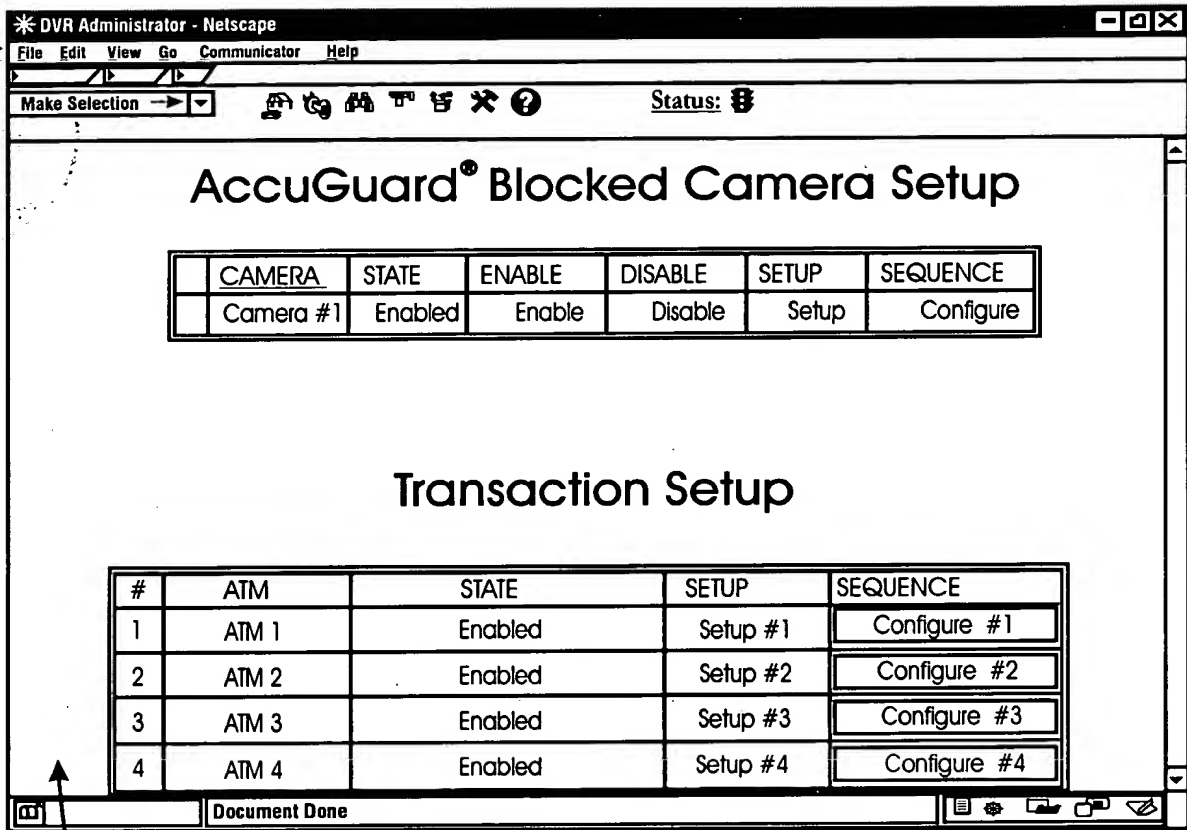 DVR Administrator - Netscape
File Edit View Go Communicator Help
Make Selection Status:
AccuGuard® Blocked Camera Setup
CAMERA STATE ENABLE DISABLE SETUP SEQUENCE
Camera #1 Enabled Enable Disable Setup Configure
Transaction Setup
# ATM STATE SETUP SEQUENCE
1 ATM 1 Enabled Setup #1 Configure #1
2 ATM 2 Enabled Setup #2 Configure #2
3 ATM 3 Enabled Setup #3 Configure #3
4 ATM 4 Enabled Setup #4 Configure #4
Document Done